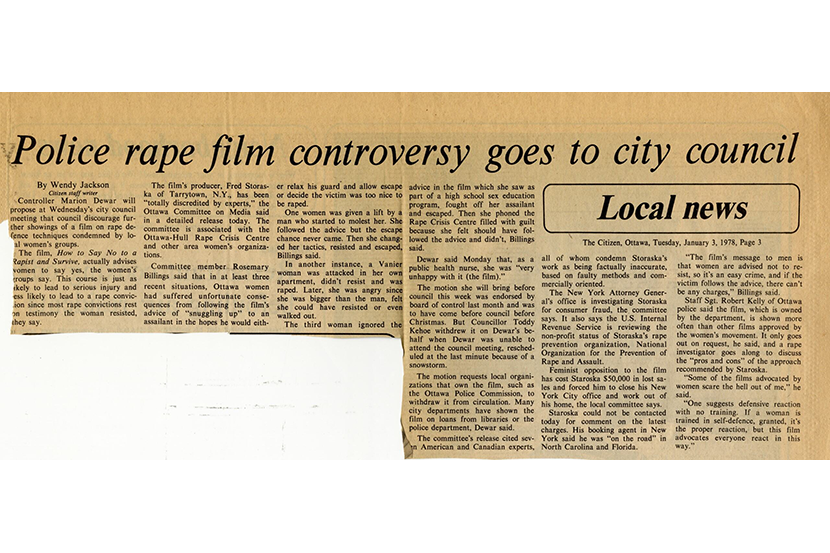 Police rape film controversy goes to city council
By Wendy Jackson
Citizen staff writer
Controller Marion Dewar will
propose at Wednesday's city council
meeting that council discourage fur-
ther showings of a film on rape de-
fence techniques condemned by lo-
al women's groups.
The film, How to Say No to a
Rapist and Survive, actually advises
women to say yes, the women's
groups say. This course is just as
ikely to lead to serious injury and
ess likely to lead to a rape convic-
ion since most rape convictions rest
on testimony the woman resisted,
they say.
The film's producer, Fred Storas-
ka of Tarrytown, N.Y., has been
"totally discredited by experts," the
Ottawa Committee on Media said
in a detailed release today. The
committee is associated with the
Ottawa-Hull Rape Crisis Centre
and other area women's organiza-
tions.
Committee member Rosemary
Billings said that in at least three
recent situations, Ottawa women
had suffered unfortunate conse-
quences from following the film's
advice of "snuggling up" to an
assailant in the hopes he would eith-
er relax his guard and allow escape
or decide the victim was too nice to
be raped.
One women was given a lift by a
man who started to molest her. She
followed the advice but the escape
chance never came. Then she chang-
ed her tactics, resisted and escaped,
Billings said.
In another instance, a Vanier
woman was attacked in her own
apartment, didn't resist and was
raped. Later, she was angry since
she was bigger than the man, felt
she could have resisted or even
walked out.
The third woman ignored the
advice in the film which she saw as
part of a high school sex education
program, fought off her assailant
and escaped. Then she phoned the
Rape Crisis Centre filled with guilt
because she felt should have fol-
lowed the advice and didn't, Billings
said.
Dewar said Monday that, as a
public health nurse, she was "very
unhappy with it (the film)."
The motion she will bring before
council this week was endorsed by
board of control last month and was
to have come before council before
Christmas. But Councillor Toddy
Kehoe withdrew it on Dewar's be-
half when Dewar was unable to
attend the council meeting, resched-
uled at the last minute because of a
snowstorm.
The motion requests local organi-
zations that own the film, such as
the Ottawa Police Commission, to
withdraw it from circulation. Many
city departments have shown the
film on loans from libraries or the
police department, Dewar said.
The committee's release cited sev-
en American and Canadian experts,
Local news
The Citizen, Ottawa, Tuesday, January 3, 1978, Page 3
all of whom condemn Storaska's
work as being factually inaccurate,
based on faulty methods and com-
mercially oriented.
The New York Attorney Gener-
al's office is investigating Storaska
for consumer fraud, the committee
says. It also says the U.S. Internal
Revenue Service is reviewing the
non-profit status of Storaska's rape
prevention organization, National
Organization for the Prevention of
Rape and Assault.
Feminist opposition to the film
has cost Staroska $50,000 in lost sa-
les and forced him to close his New
York City office and work out of
his home, the local committee says.
Staroska could not be contacted
today for comment on the latest
charges. His booking agent in New
York said he was "on the road" in
North Carolina and Florida.
"The film's message to men is
that women are advised not to re-
sist, so it's an easy crime, and if the
victim follows the advice, there can't
be any charges," Billings said.
Staff Sgt. Robert Kelly of Ottawa
police said the film, which is owned
by the department, is shown more
often than other films approved by
the women's movement. It only goes
out on request, he said, and a rape
investigator goes along to discuss
the "pros and cons" of the approach
recommended by Staroska.
"Some of the films advocated by
women scare the hell out of me," he
said.
"One suggests defensive reaction
with no training. If a woman is
trained in self-defence, granted, it's
the proper reaction, but this film
advocates everyone react in this
way."